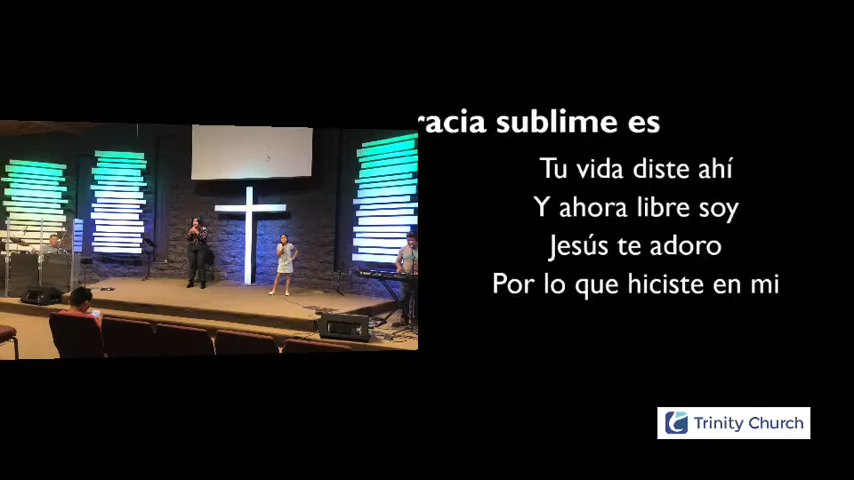 racia sublime es
Tu vida diste ahí
Y ahora libre soy
Jesús te adoro
Por lo que hiciste en mi
Trinity Church